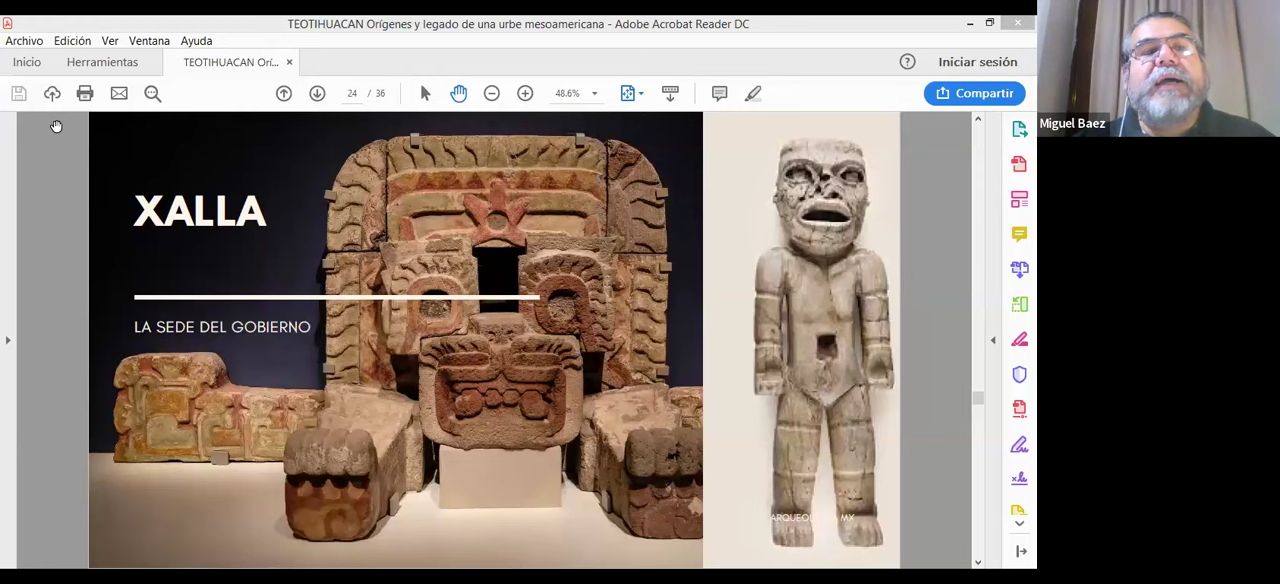 TEOTIHUACAN Orígenes y legado de una urbe mesoamericana - Adobe Acrobat Reader DC
Archivo Edición Ver Ventana Ayuda
Inicio Herramientas TEOTIHUACAN Orí... × Iniciar sesión
24 / 36 48.6% Compartir
Miguel Baez
XALLA
LA SEDE DEL GOBIERNO
MX